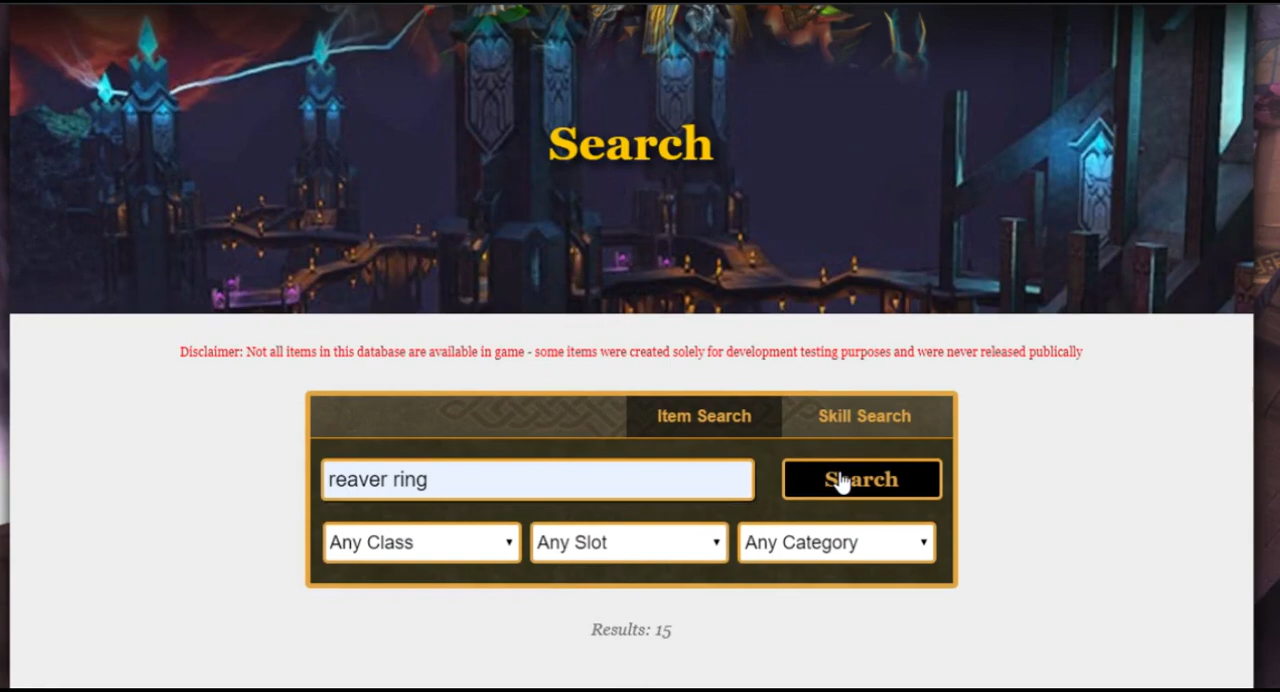 Search
Disclaimer: Not all items in this database are available in game - some items were created solely for development testing purposes and were never released publically
Item Search Skill Search
reaver ring Search
Any Class Any Slot Any Category
Results: 15